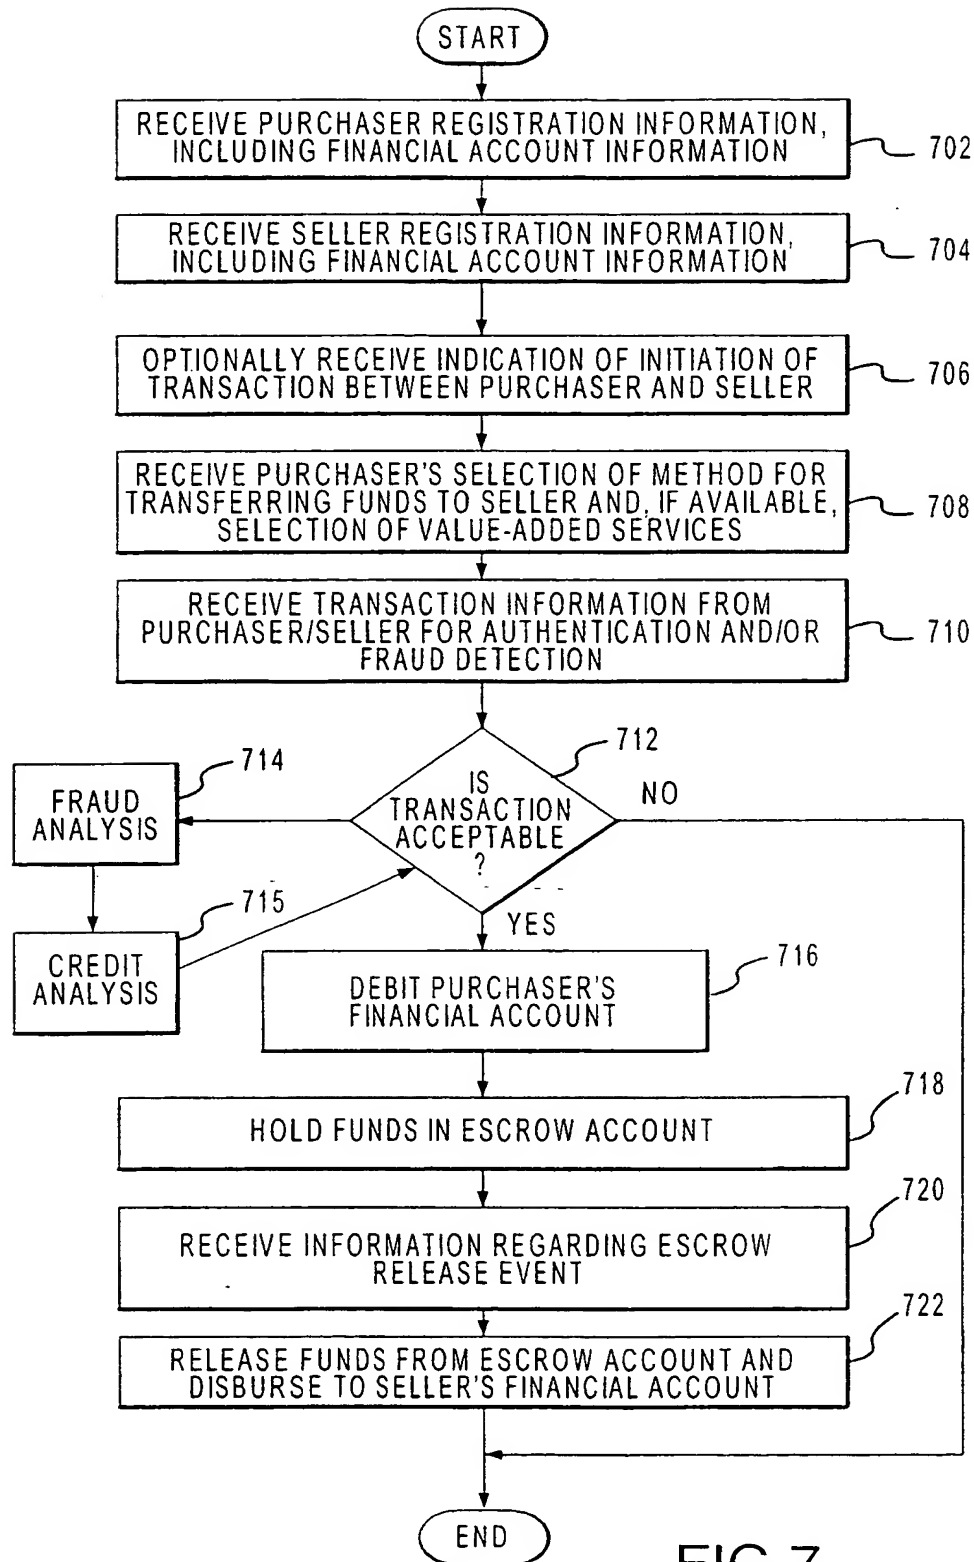 START
RECEIVE PURCHASER REGISTRATION INFORMATION,
INCLUDING FINANCIAL ACCOUNT INFORMATION
702
RECEIVE SELLER REGISTRATION INFORMATION,
INCLUDING FINANCIAL ACCOUNT INFORMATION
704
OPTIONALLY RECEIVE INDICATION OF INITIATION OF
TRANSACTION BETWEEN PURCHASER AND SELLER
706
RECEIVE PURCHASER'S SELECTION OF METHOD FOR
TRANSFERRING FUNDS TO SELLER AND, IF AVAILABLE,
SELECTION OF VALUE-ADDED SERVICES
708
RECEIVE TRANSACTION INFORMATION FROM
PURCHASER/SELLER FOR AUTHENTICATION AND/OR
FRAUD DETECTION
710
712
IS
TRANSACTION
ACCEPTABLE
?
NO
YES
714
FRAUD
ANALYSIS
715
CREDIT
ANALYSIS
716
DEBIT PURCHASER'S
FINANCIAL ACCOUNT
718
HOLD FUNDS IN ESCROW ACCOUNT
720
RECEIVE INFORMATION REGARDING ESCROW
RELEASE EVENT
722
RELEASE FUNDS FROM ESCROW ACCOUNT AND
DISBURSE TO SELLER'S FINANCIAL ACCOUNT
END
FIG. 7